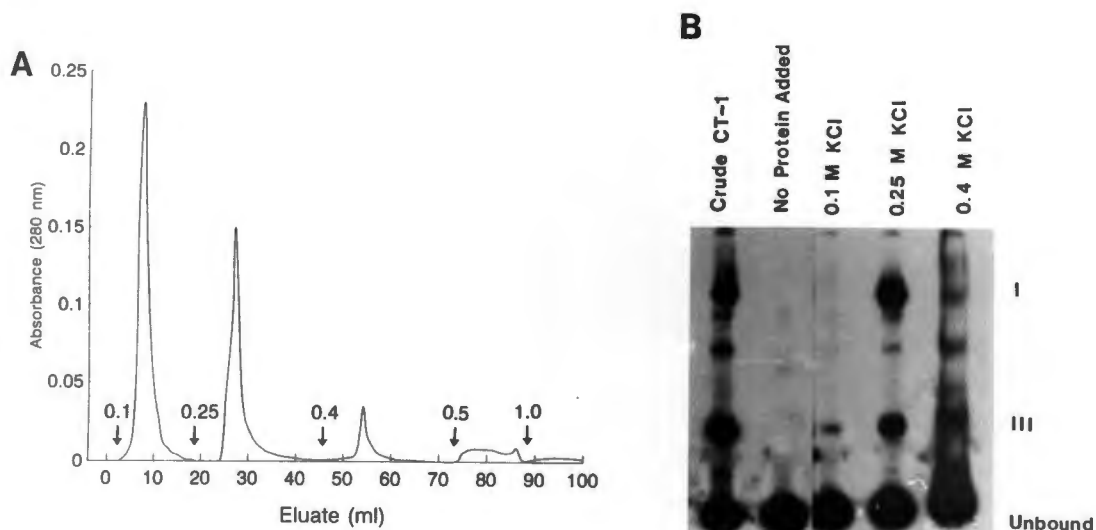 A
0.25
0.2
0.15
0.1
0.05
0
Absorbance (280 nm)
0.1
0.25
0.4
0.5
1.0
0 10 20 30 40 50 60 70 80 90 100
Eluate (ml)
B
Crude CT-1
No Protein Added
0.1 M KCl
0.25 M KCl
0.4 M KCl
I
III
Unbound